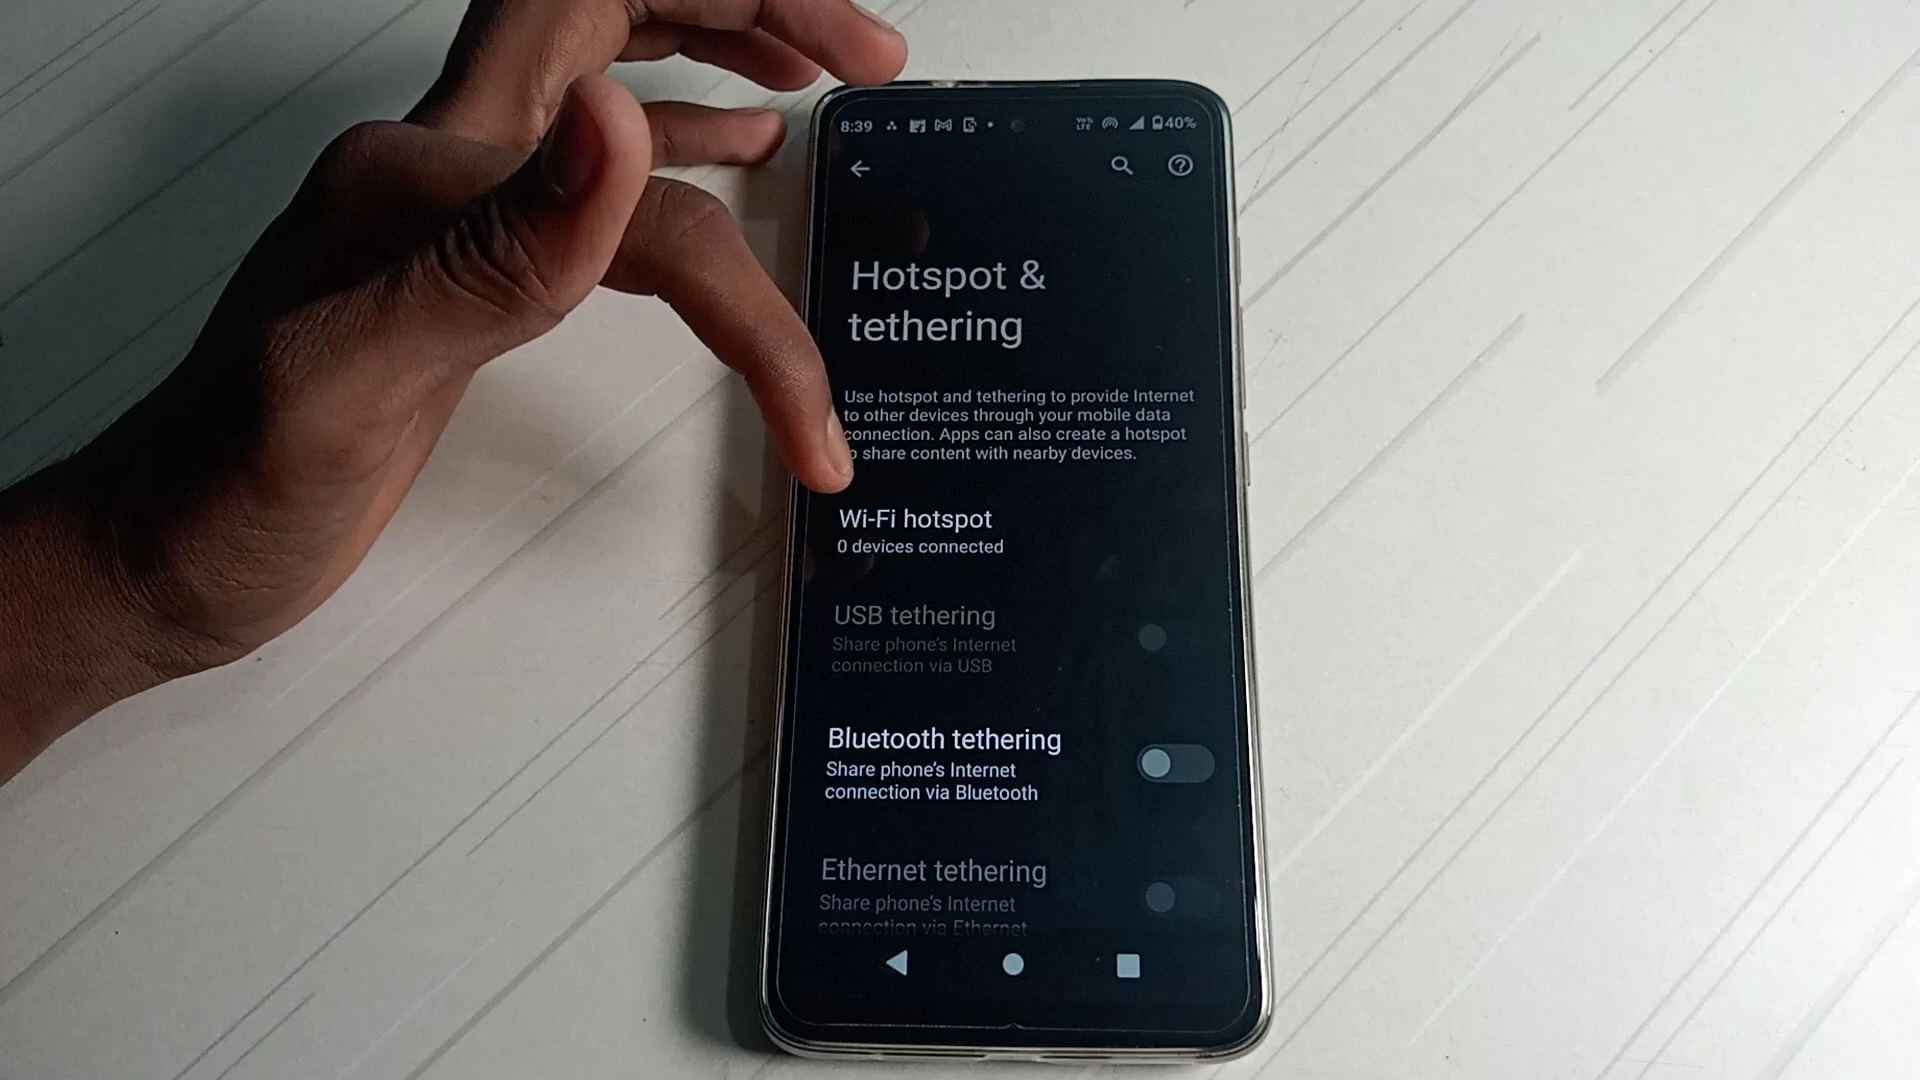 8:39
VoLTE
40%
Hotspot &
tethering
Use hotspot and tethering to provide Internet
to other devices through your mobile data
connection. Apps can also create a hotspot
share content with nearby devices.
Wi-Fi hotspot
0 devices connected
USB tethering
Share phone's Internet
connection via USB
Bluetooth tethering
Share phone's Internet
connection via Bluetooth
Ethernet tethering
Share phone's Internet
connection via Ethernet